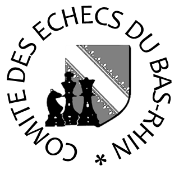 COMITE DES ECHECS DU BAS-RHIN *